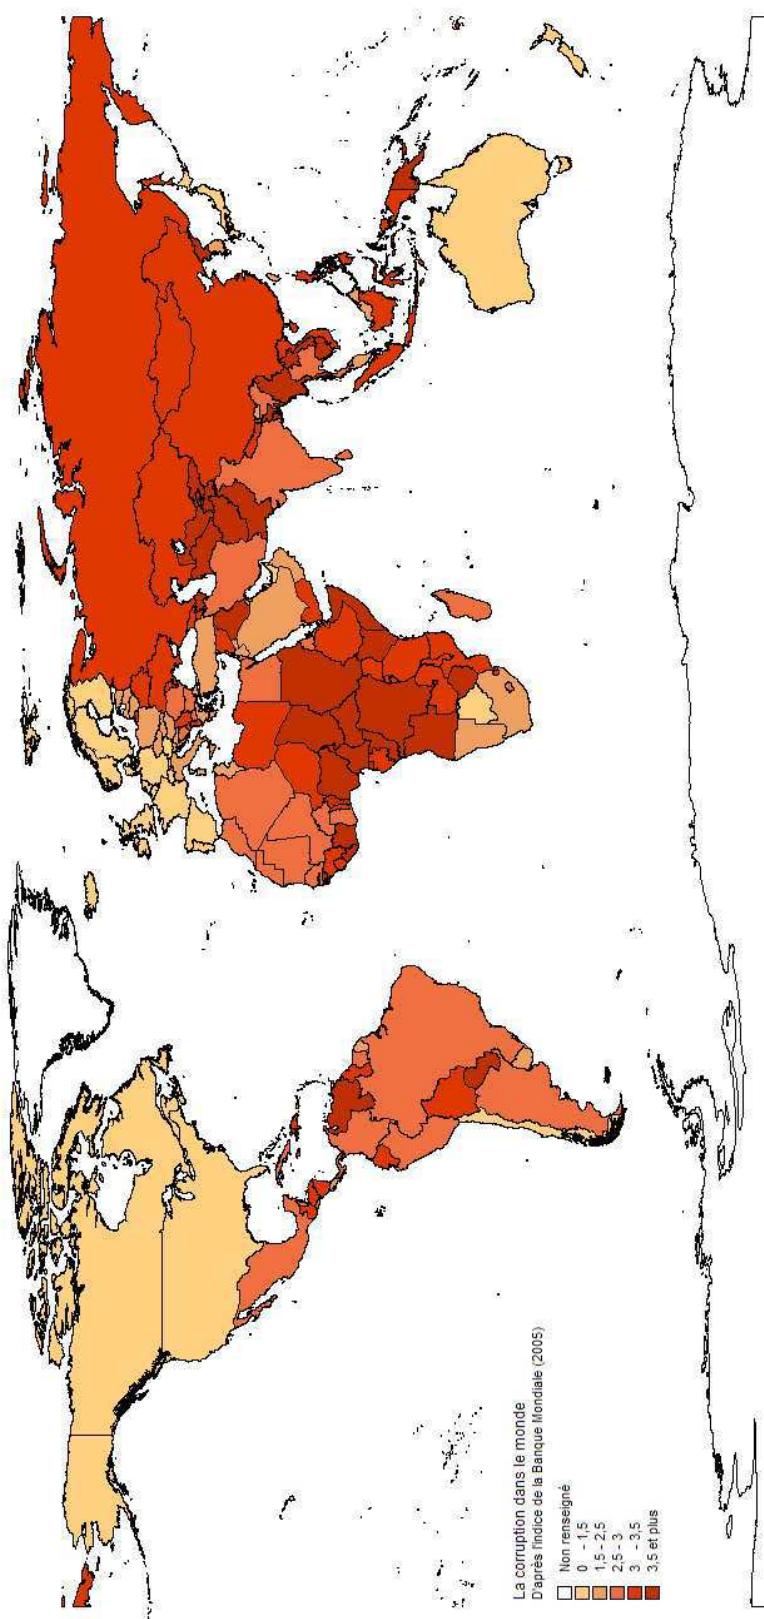 La corruption dans le monde
D'après l'indice de la Banque Mondiale (2005)
Non renseigné
0 - 1,5
1,5 - 2,5
2,5 - 3
3 - 3,5
3,5 et plus